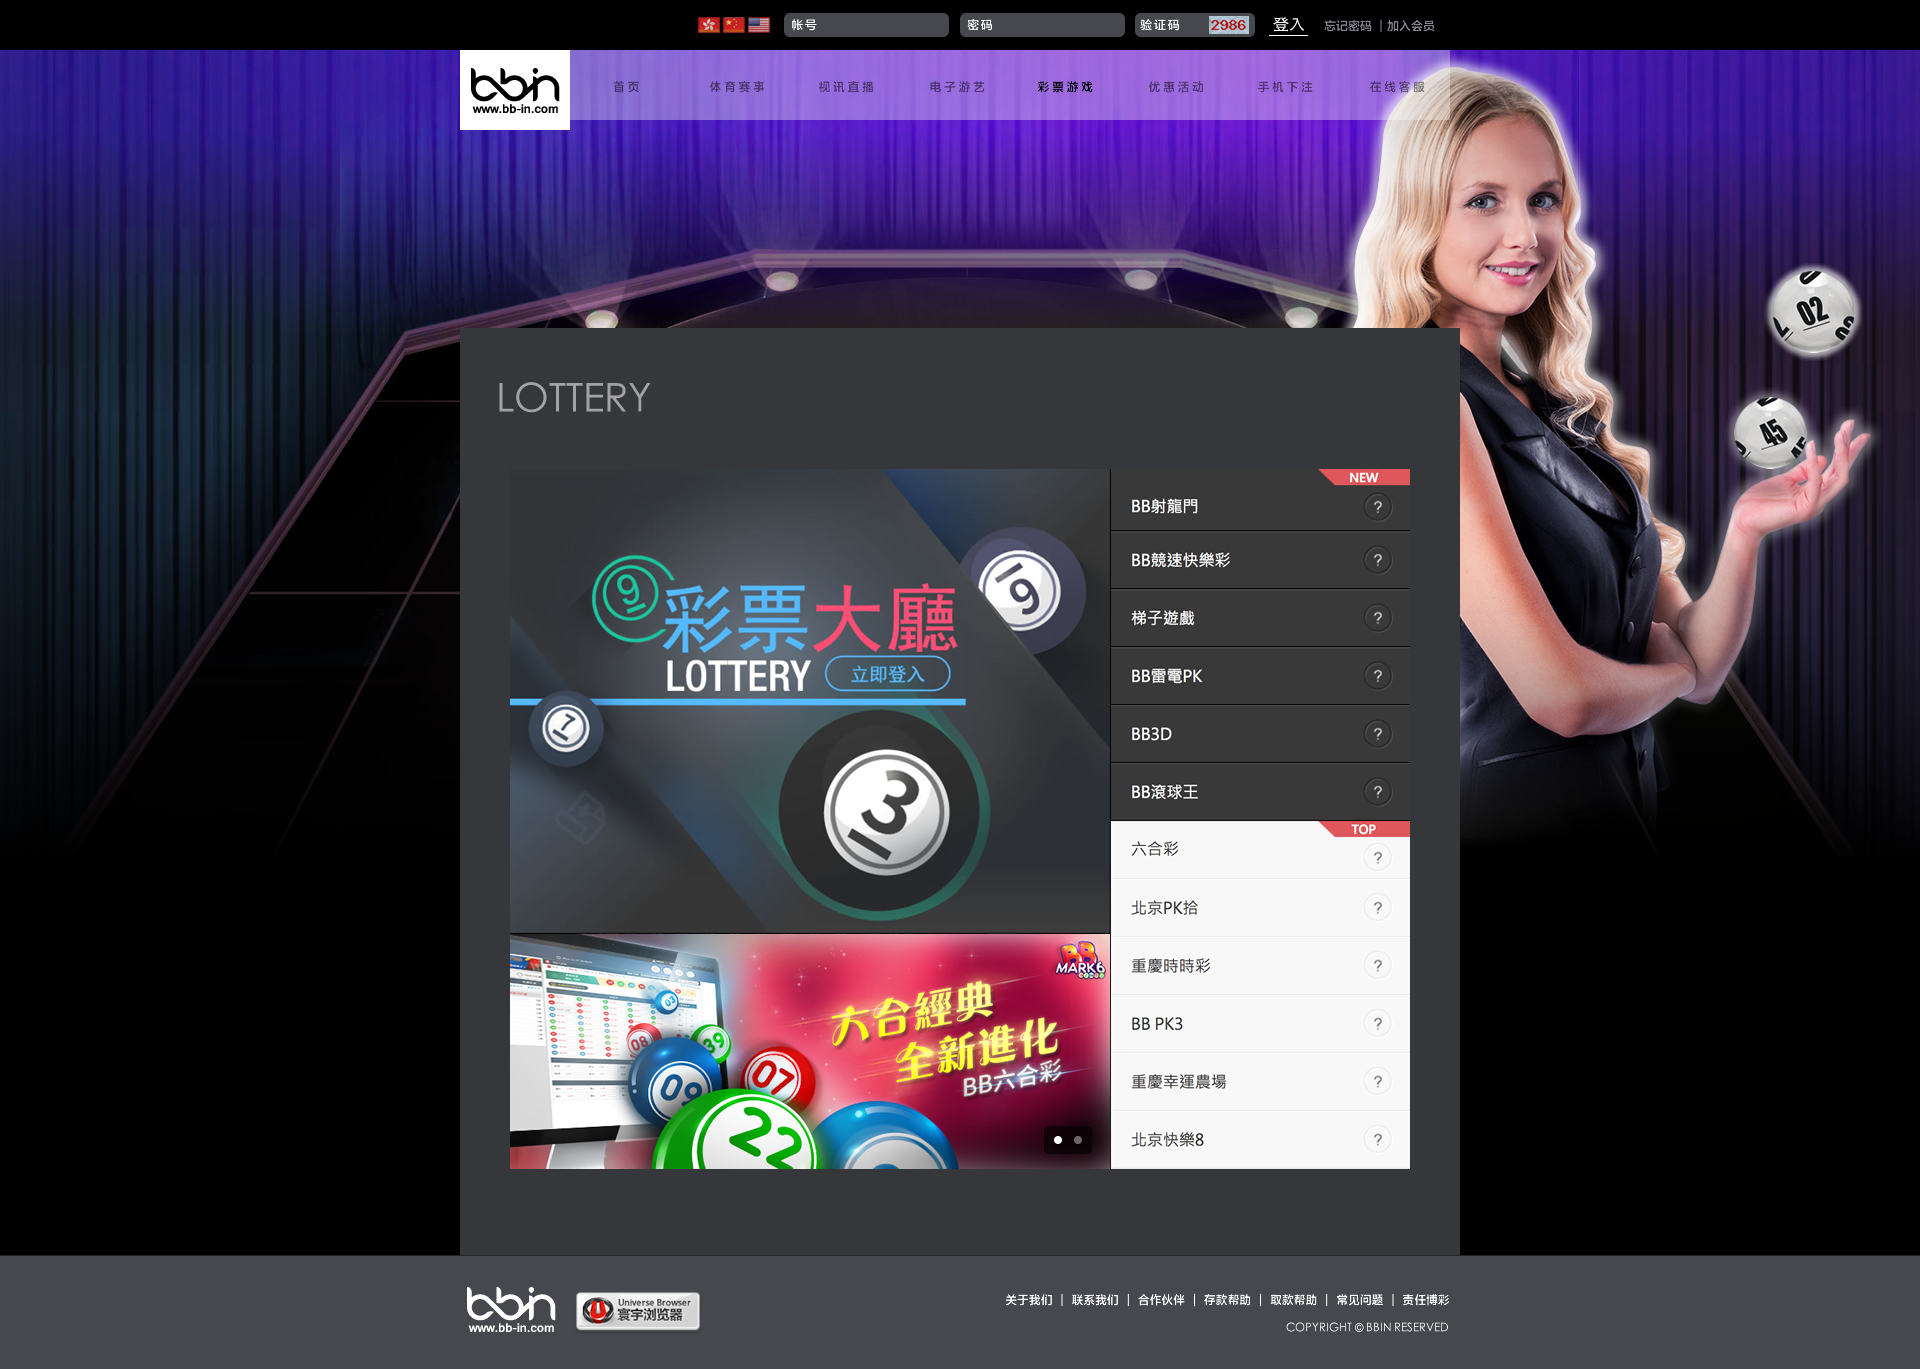 帐号
密码
验证码 2986
登入
忘记密码 | 加入会员
bbin
www.bb-in.com
首页 体育赛事 视讯直播 电子游艺 彩票游戏 优惠活动 手机下注 在线客服
02
45
LOTTERY
9
彩票大廳
19
LOTTERY 立即登入
7
13
NEW
BB射龍門 ?
BB競速快樂彩 ?
梯子遊戲 ?
BB雷電PK ?
BB3D ?
BB滾球王 ?
TOP
六合彩 ?
北京PK拾 ?
重慶時時彩 ?
BB PK3 ?
重慶幸運農場 ?
北京快樂8 ?
BB
MARK6
六合經典
全新進化
BB六合彩
03
08
39
09
07
22
bbin
www.bb-in.com
Universe Browser
寰宇浏览器
关于我们 | 联系我们 | 合作伙伴 | 存款帮助 | 取款帮助 | 常见问题 | 责任博彩
COPYRIGHT © BBIN RESERVED